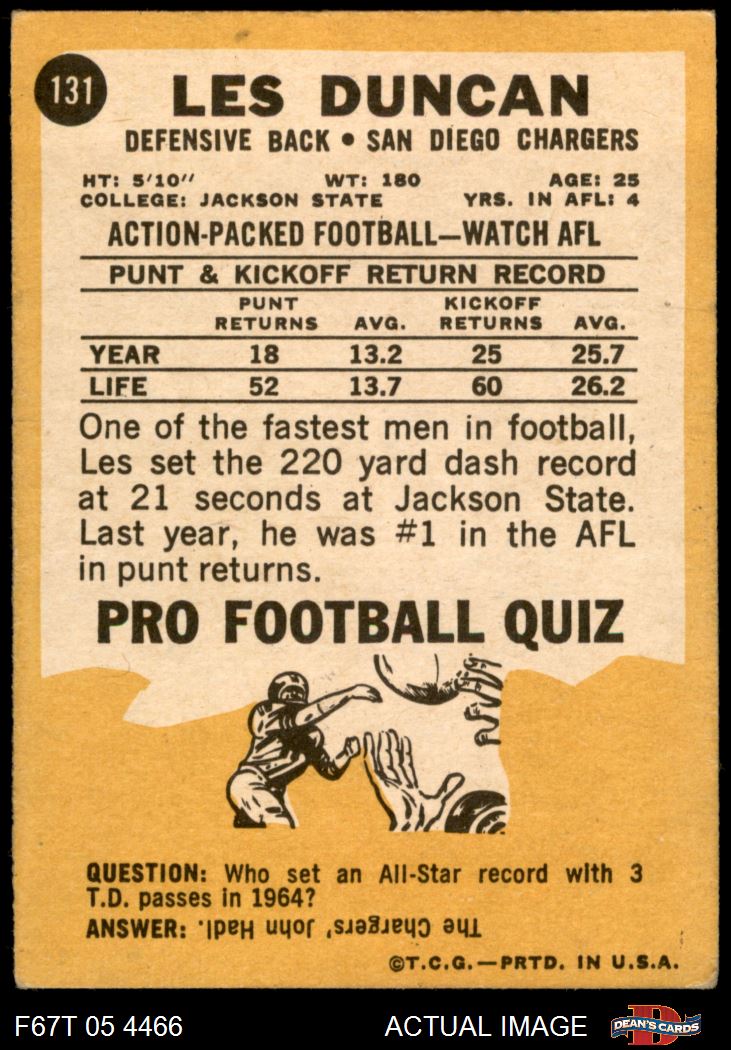 131
LES DUNCAN
DEFENSIVE BACK • SAN DIEGO CHARGERS
HT: 5'10'' WT: 180 AGE: 25
COLLEGE: JACKSON STATE YRS. IN AFL: 4
ACTION-PACKED FOOTBALL—WATCH AFL
PUNT & KICKOFF RETURN RECORD
PUNT KICKOFF
RETURNS AVG. RETURNS AVG.
YEAR 18 13.2 25 25.7
LIFE 52 13.7 60 26.2
One of the fastest men in football,
Les set the 220 yard dash record
at 21 seconds at Jackson State.
Last year, he was #1 in the AFL
in punt returns.
PRO FOOTBALL QUIZ
QUESTION: Who set an All-Star record with 3
T.D. passes in 1964?
ANSWER: The Chargers', John Hadl.
©T.C.G.—PRTD. IN U.S.A.
F67T 05 4466 ACTUAL IMAGE D DEAN'S CARDS